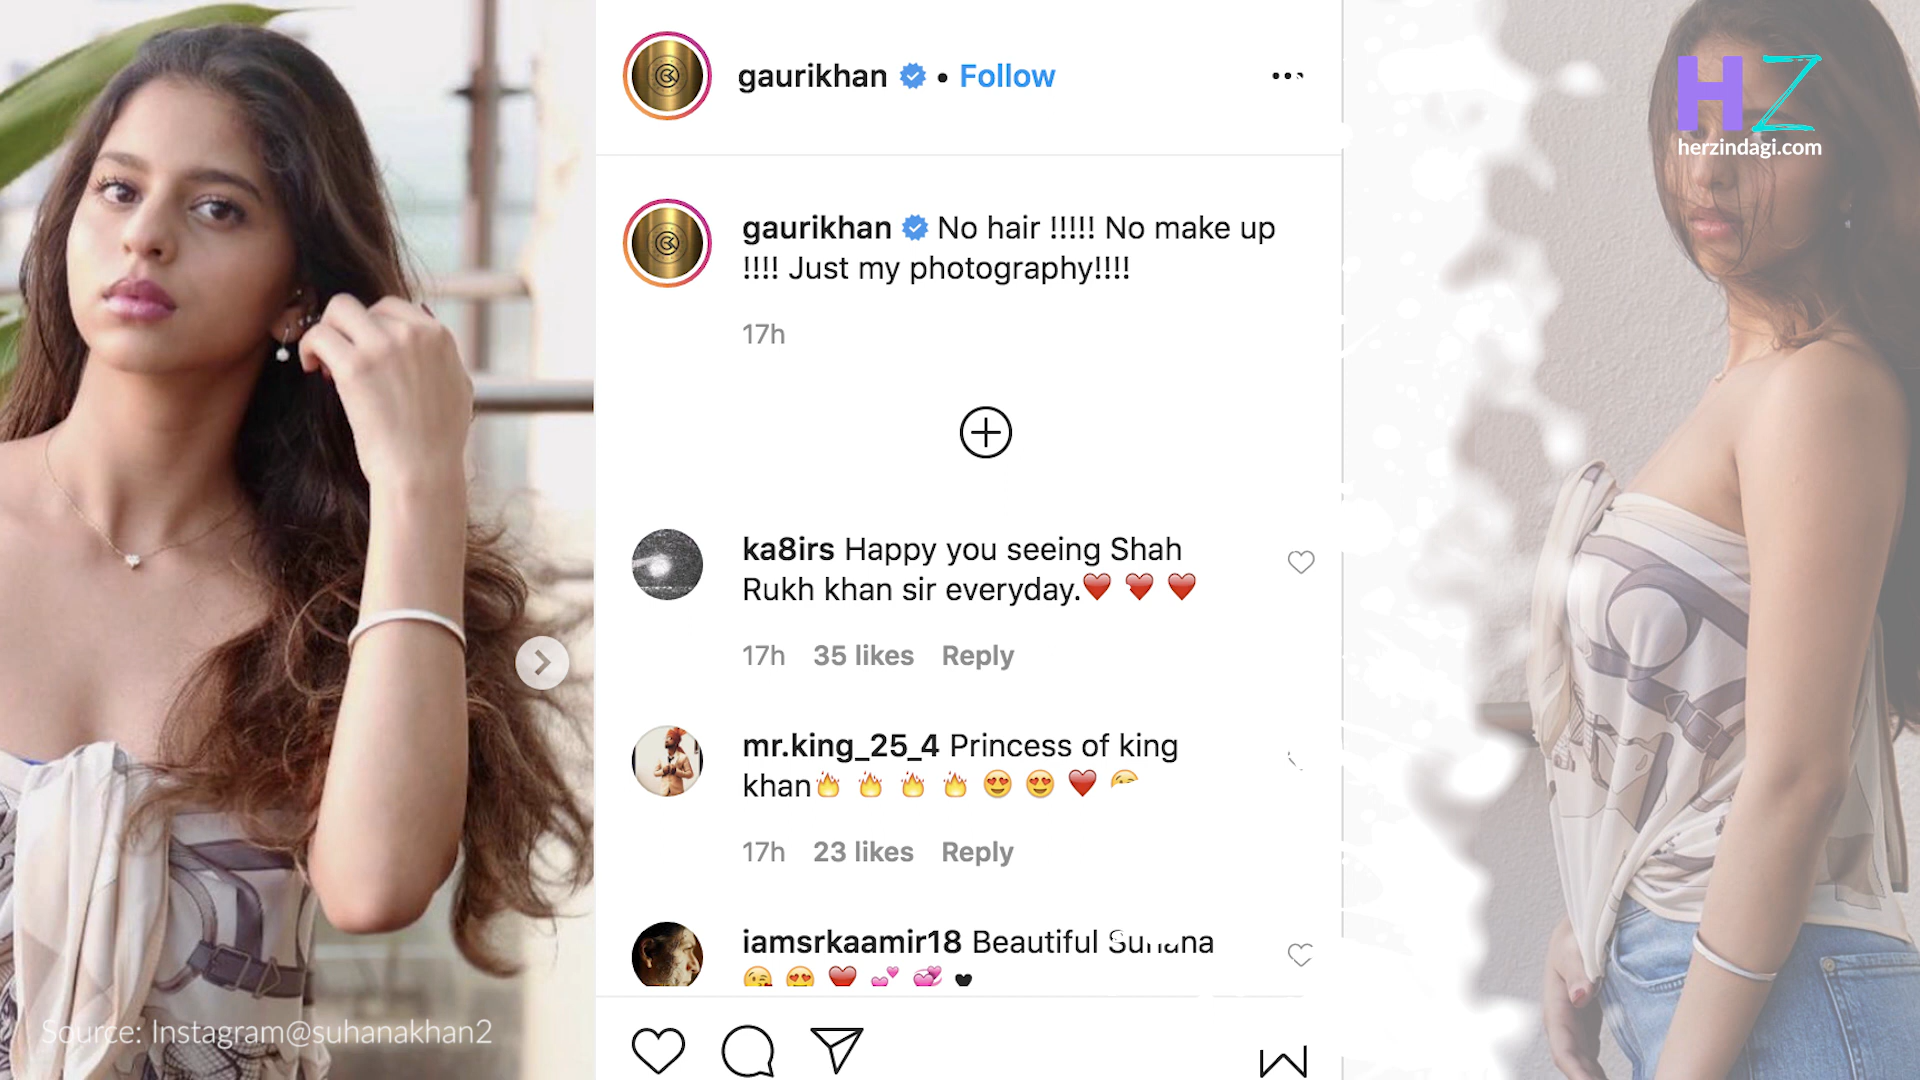 gaurikhan • Follow
HZ
herzindagi.com
gaurikhan No hair !!!!! No make up
!!!! Just my photography!!!!
17h
ka8irs Happy you seeing Shah
Rukh khan sir everyday.❤️ ❤️ ❤️
17h 35 likes Reply
mr.king_25_4 Princess of king
khan🔥 🔥 🔥 🔥 😍 😍 ❤️ 😘
17h 23 likes Reply
iamsrkaamir18 Beautiful Suhana
😘 😍 ❤️ 💕 💞 🖤
Source: Instagram@suhanakhan2